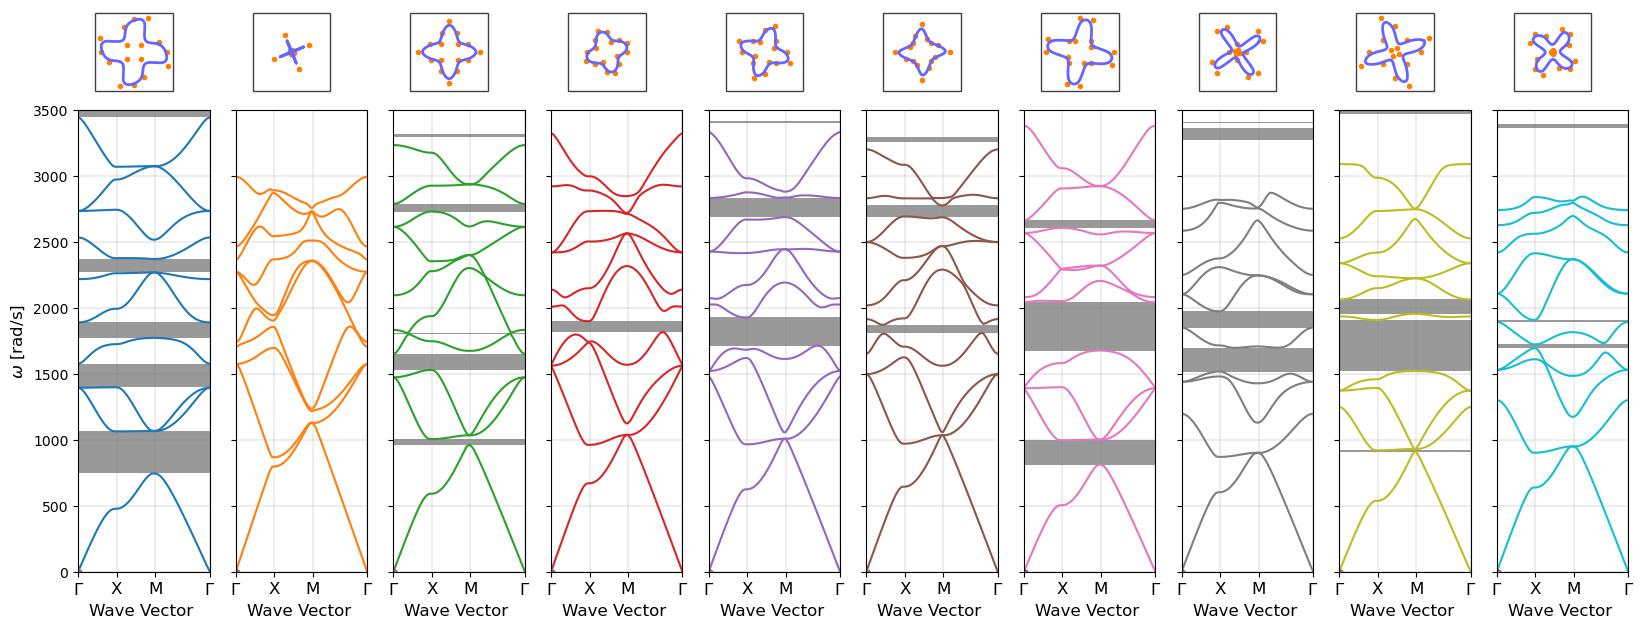 3500
3000
2500
2000
1500
1000
500
0
ω [rad/s]
Γ X M Γ Γ X M Γ Γ X M Γ Γ X M Γ Γ X M Γ Γ X M Γ Γ X M Γ Γ X M Γ Γ X M Γ Γ X M Γ
Wave Vector Wave Vector Wave Vector Wave Vector Wave Vector Wave Vector Wave Vector Wave Vector Wave Vector Wave Vector